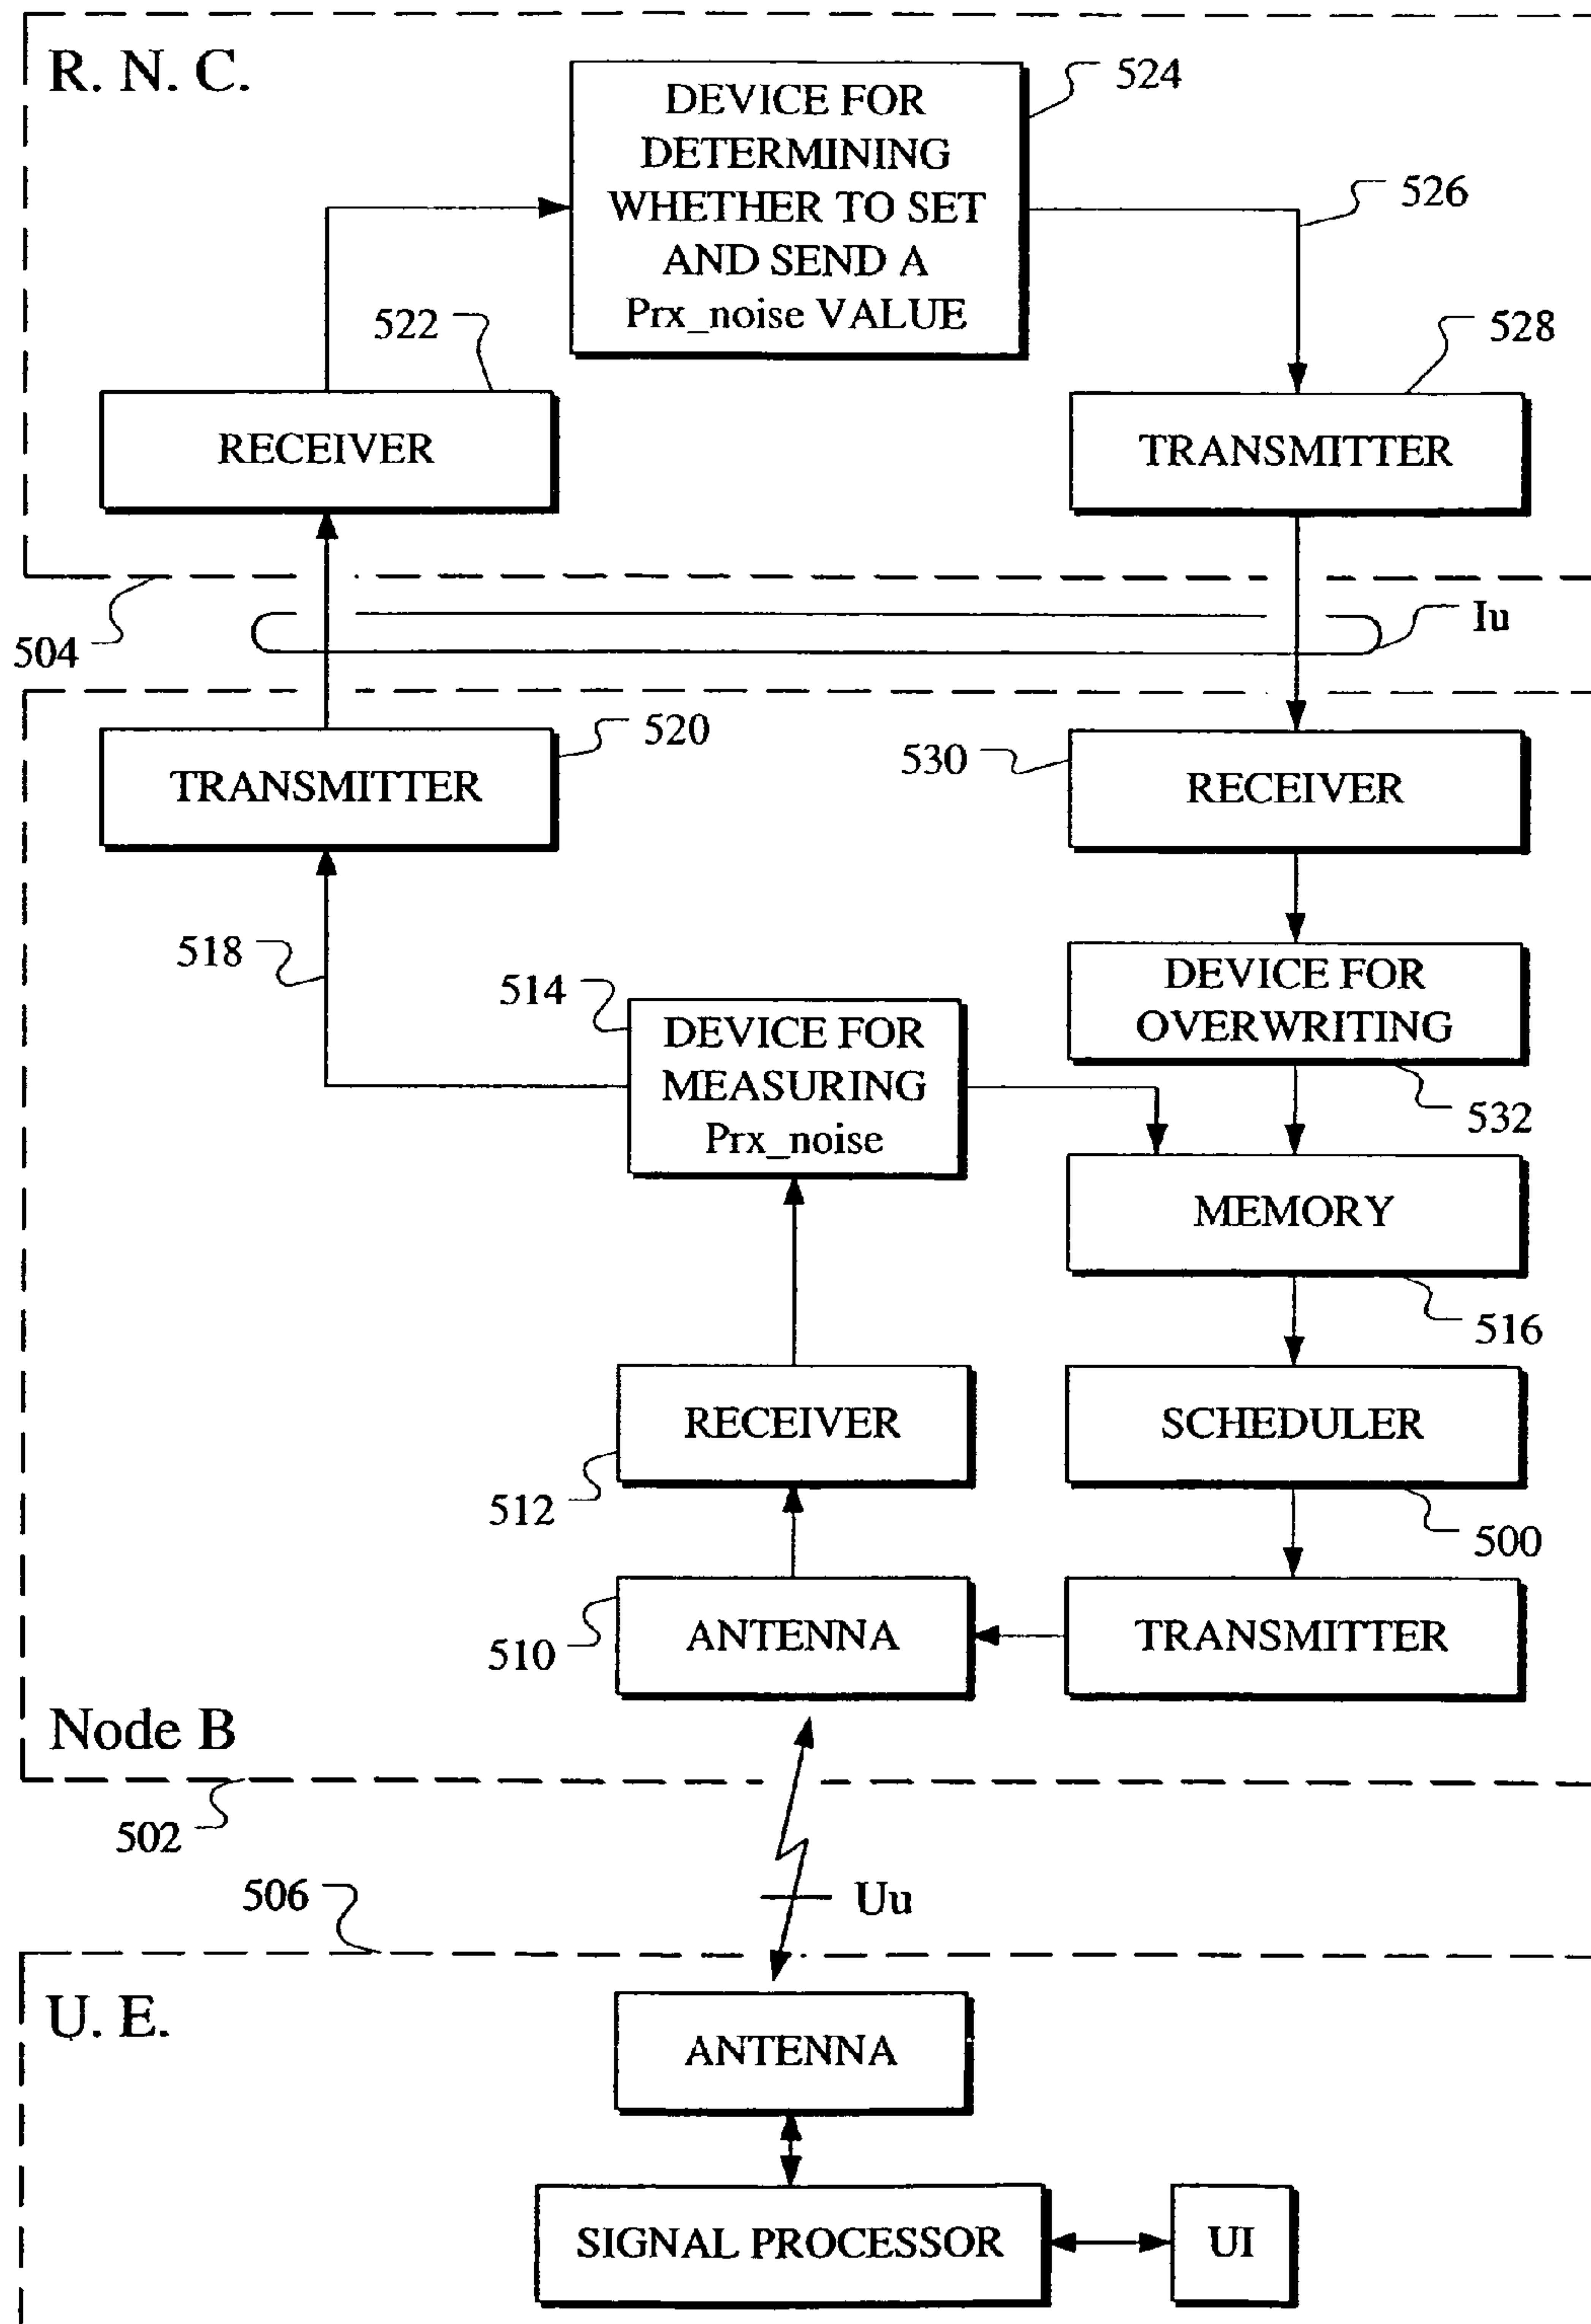 R. N. C.
DEVICE FOR
DETERMINING
WHETHER TO SET
AND SEND A
Prx_noise VALUE
524
526
522
528
RECEIVER
TRANSMITTER
504
Iu
TRANSMITTER
520
530
RECEIVER
518
514
DEVICE FOR
MEASURING
Prx_noise
DEVICE FOR
OVERWRITING
532
MEMORY
516
RECEIVER
512
SCHEDULER
500
ANTENNA
510
TRANSMITTER
Node B
502
506
Uu
U. E.
ANTENNA
SIGNAL PROCESSOR
UI